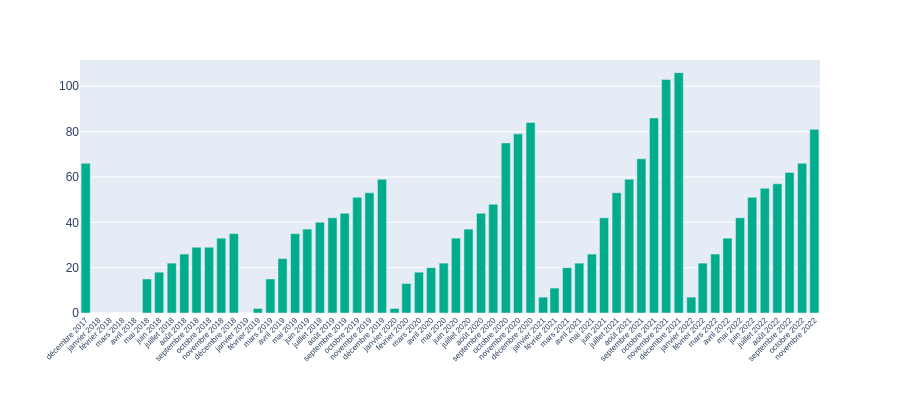 100
80
60
40
20
0
décembre 2017
janvier 2018
février 2018
mars 2018
avril 2018
mai 2018
juin 2018
juillet 2018
août 2018
septembre 2018
octobre 2018
novembre 2018
décembre 2018
janvier 2019
février 2019
mars 2019
avril 2019
mai 2019
juin 2019
juillet 2019
août 2019
septembre 2019
octobre 2019
novembre 2019
décembre 2019
janvier 2020
février 2020
mars 2020
avril 2020
mai 2020
juin 2020
juillet 2020
août 2020
septembre 2020
octobre 2020
novembre 2020
décembre 2020
janvier 2021
février 2021
mars 2021
avril 2021
mai 2021
juin 2021
juillet 2021
août 2021
septembre 2021
octobre 2021
novembre 2021
décembre 2021
janvier 2022
février 2022
mars 2022
avril 2022
mai 2022
juin 2022
juillet 2022
août 2022
septembre 2022
octobre 2022
novembre 2022